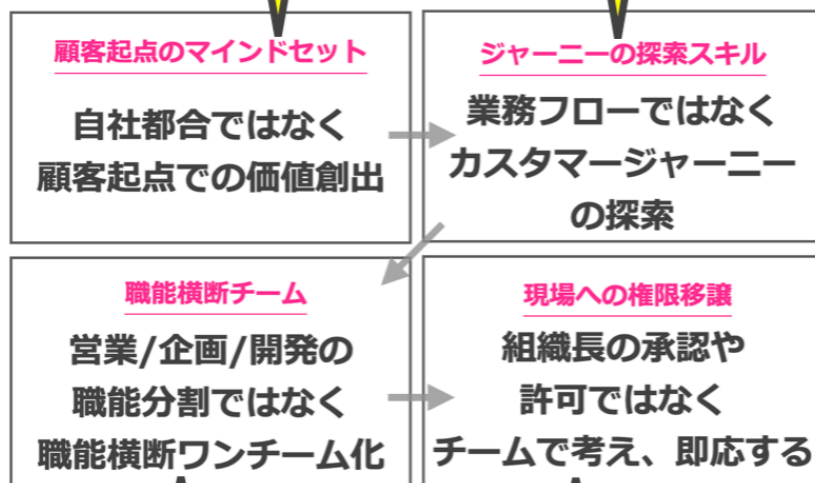 顧客起点のマインドセット
自社都合ではなく
顧客起点での価値創出
ジャーニーの探索スキル
業務フローではなく
カスタマージャーニー
の探索
職能横断チーム
営業/企画/開発の
職能分割ではなく
職能横断ワンチーム化
現場への権限移譲
組織長の承認や
許可ではなく
チームで考え、即応する